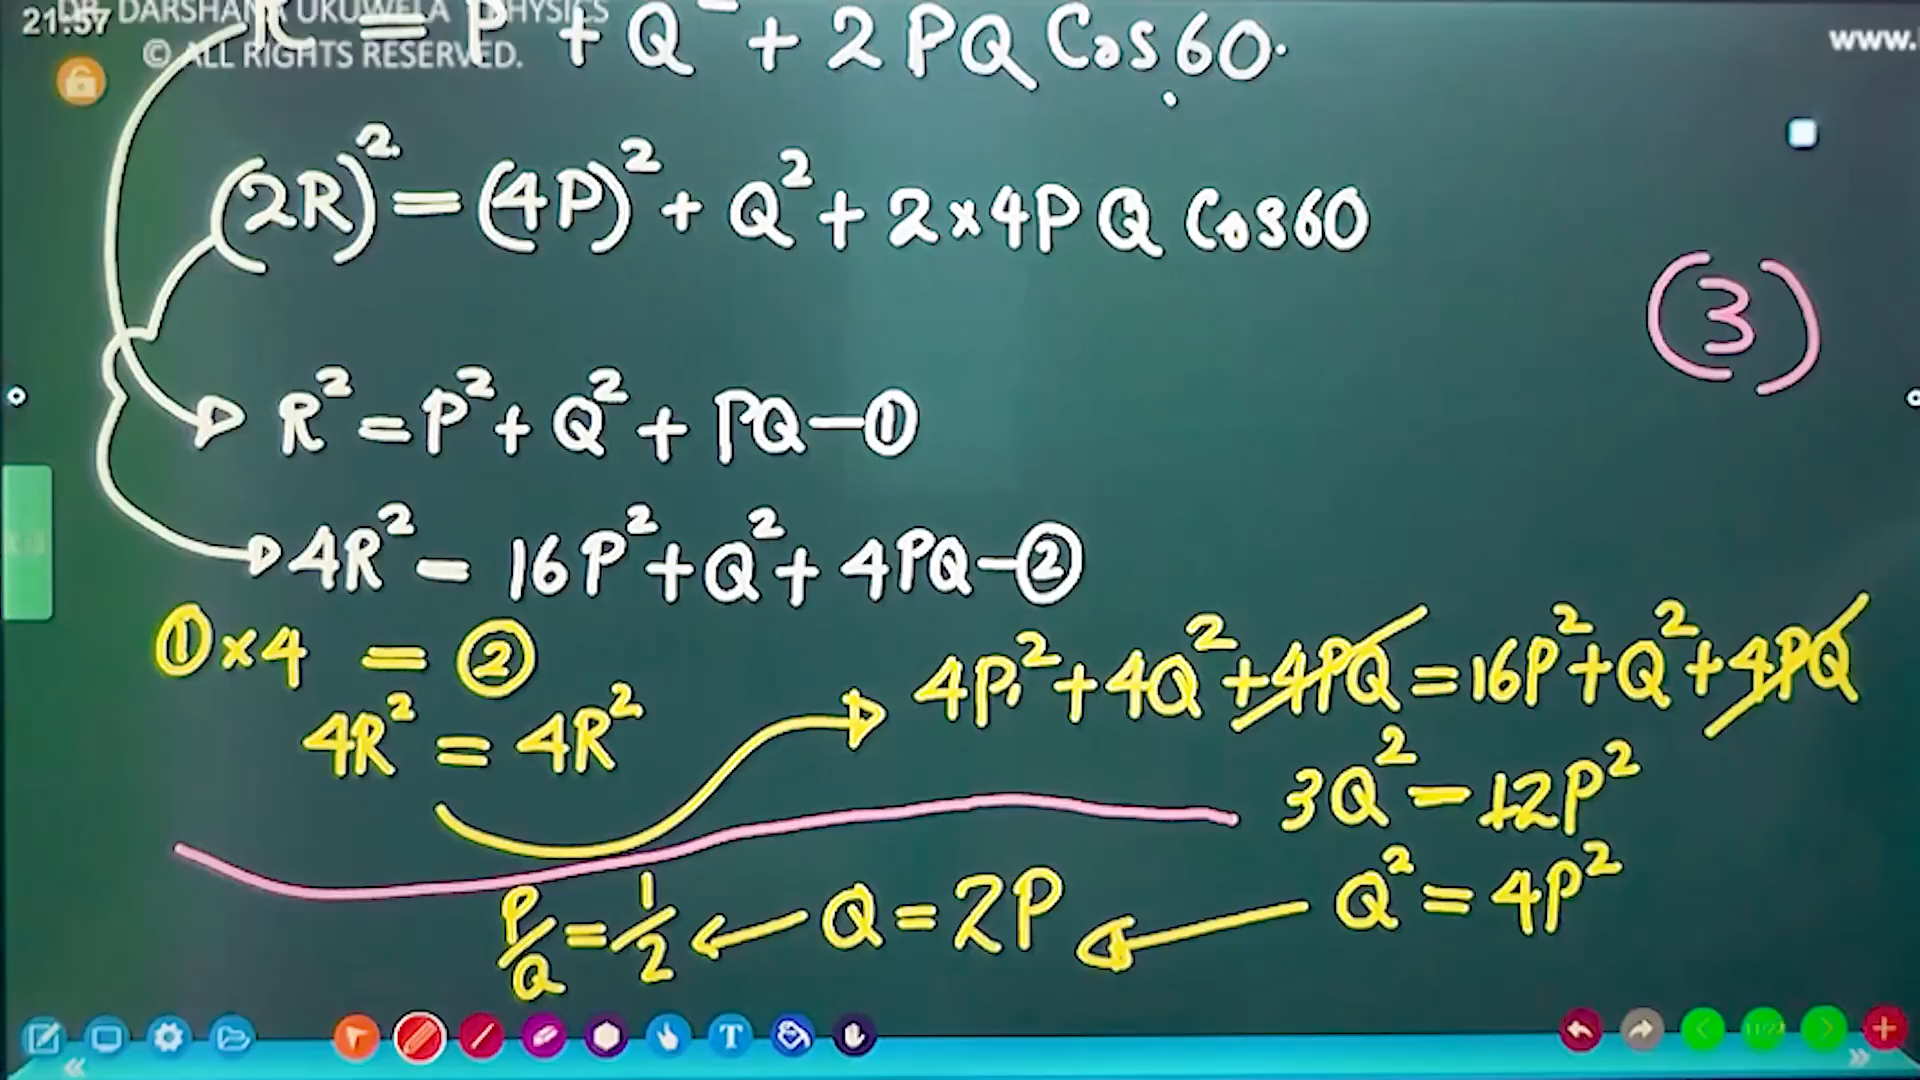 21:57
DR. DARSHANA UKUWELA PHYSICS
© ALL RIGHTS RESERVED.
www.
R² = P² + Q² + 2PQ Cos60
(2R)² = (4P)² + Q² + 2×4PQ Cos60
(3)
R² = P² + Q² + PQ — ①
4R² = 16P² + Q² + 4PQ — ②
① × 4 = ②
4R² = 4R²
4P² + 4Q² + 4PQ = 16P² + Q² + 4PQ
3Q² = 12P²
Q² = 4P²
Q = 2P
P/Q = 1/2
T